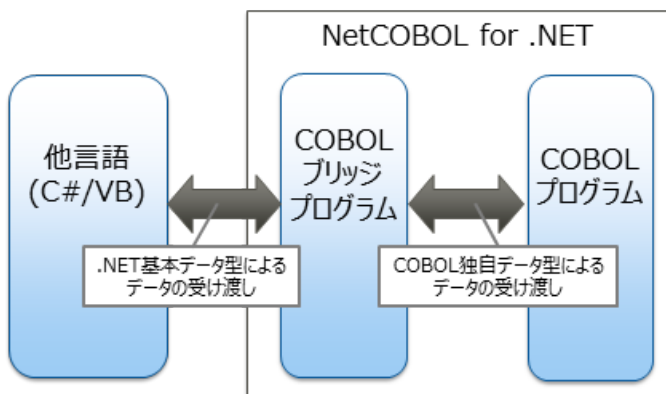 NetCOBOL for .NET
他言語
(C#/VB)
COBOL
ブリッジ
プログラム
COBOL
プログラム
.NET基本データ型による
データの受け渡し
COBOL独自データ型による
データの受け渡し